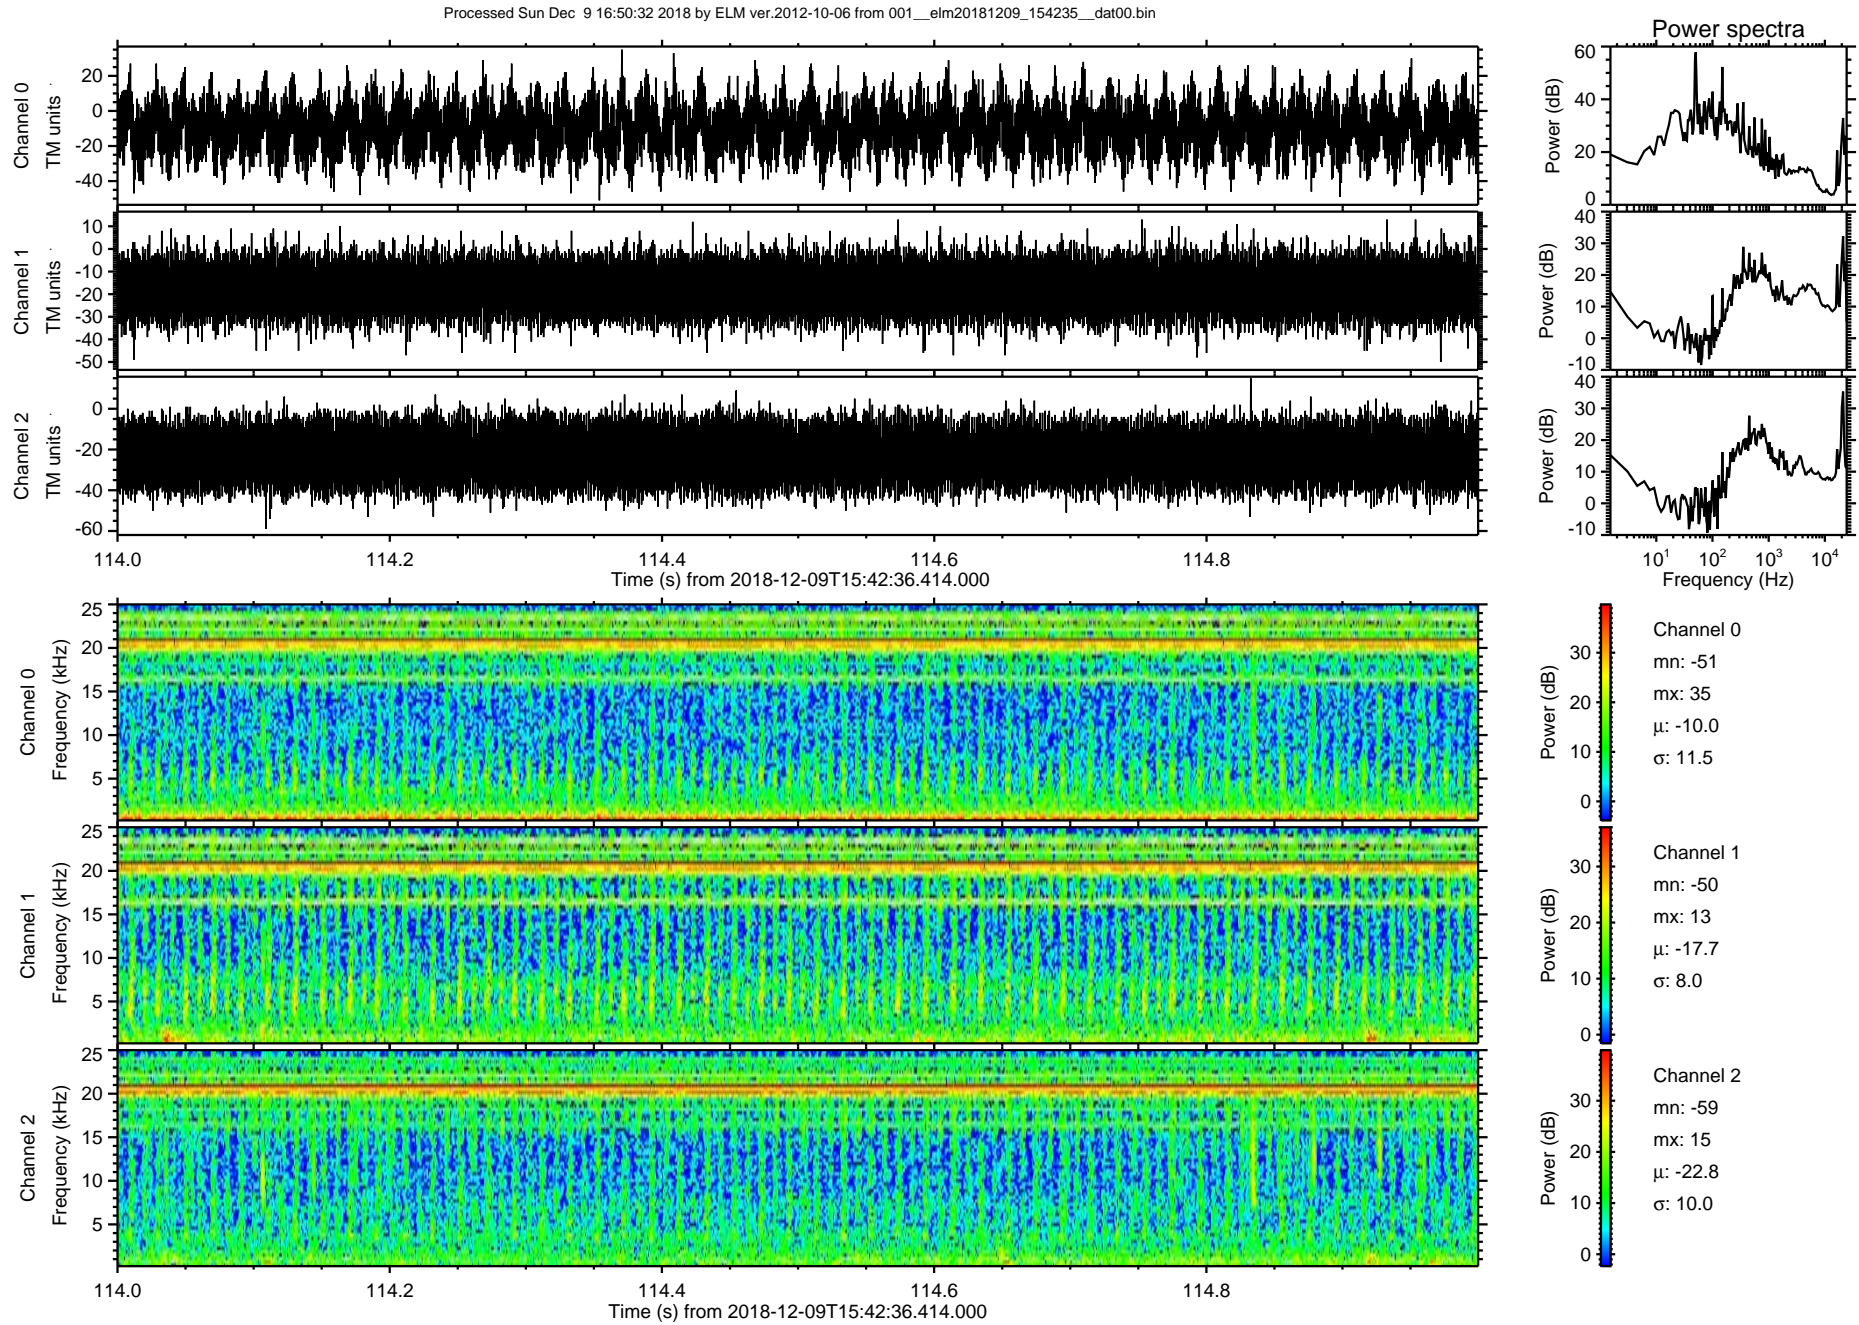 Processed Sun Dec  9 16:50:32 2018 by ELM ver.2012-10-06 from 001__elm20181209_154235__dat00.bin
Power spectra
Channel 0
TM units
20
0
-20
-40
Power (dB)
60
40
20
0
Channel 1
TM units
10
0
-10
-20
-30
-40
-50
Power (dB)
40
30
20
10
0
-10
Channel 2
TM units
0
-20
-40
-60
Power (dB)
40
30
20
10
0
-10
114.0 114.2 114.4 114.6 114.8
Time (s) from 2018-12-09T15:42:36.414.000
10¹ 10² 10³ 10⁴
Frequency (Hz)
Channel 0
Frequency (kHz)
25
20
15
10
5
Power (dB)
30
20
10
0
Channel 0
mn: -51
mx: 35
μ: -10.0
σ: 11.5
Channel 1
Frequency (kHz)
25
20
15
10
5
Power (dB)
30
20
10
0
Channel 1
mn: -50
mx: 13
μ: -17.7
σ: 8.0
Channel 2
Frequency (kHz)
25
20
15
10
5
Power (dB)
30
20
10
0
Channel 2
mn: -59
mx: 15
μ: -22.8
σ: 10.0
114.0 114.2 114.4 114.6 114.8
Time (s) from 2018-12-09T15:42:36.414.000